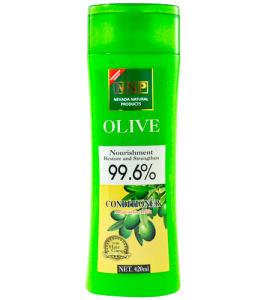 NNP
NEVADA NATURAL
PRODUCTS
OLIVE
Nourishment
Restore and Strengthen
99.6%
CONDITIONER
NET. 420ml